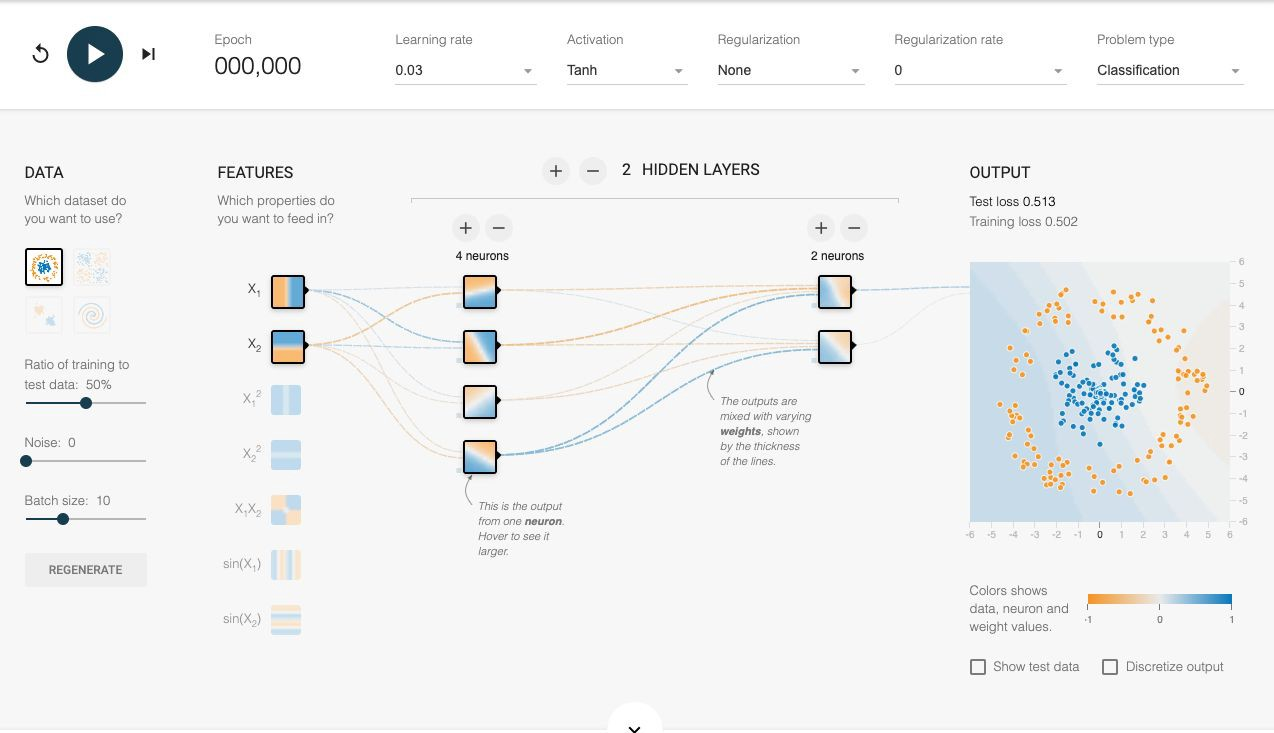 Epoch
000,000
Learning rate
0.03
Activation
Tanh
Regularization
None
Regularization rate
0
Problem type
Classification
DATA
Which dataset do
you want to use?
Ratio of training to
test data: 50%
Noise: 0
Batch size: 10
REGENERATE
FEATURES
Which properties do
you want to feed in?
X₁
X₂
X₁²
X₂²
X₁X₂
sin(X₁)
sin(X₂)
+ − 2 HIDDEN LAYERS
+ −
4 neurons
+ −
2 neurons
This is the output
from one neuron.
Hover to see it
larger.
The outputs are
mixed with varying
weights, shown
by the thickness
of the lines.
OUTPUT
Test loss 0.513
Training loss 0.502
6
5
4
3
2
1
0
-1
-2
-3
-4
-5
-6
-6 -5 -4 -3 -2 -1 0 1 2 3 4 5 6
Colors shows
data, neuron and
weight values.
-1 0 1
Show test data
Discretize output